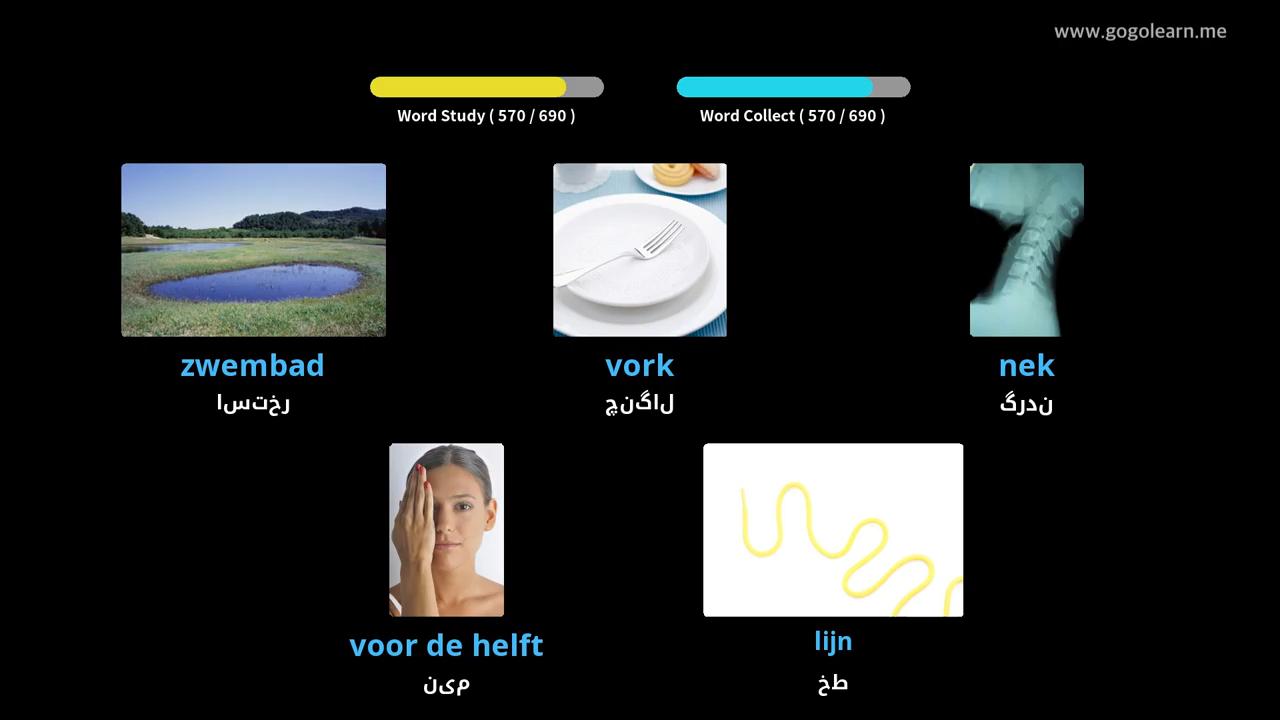 www.gogolearn.me
Word Study ( 570 / 690 )
Word Collect ( 570 / 690 )
zwembad
استخر
vork
چنگال
nek
گردن
voor de helft
نیم
lijn
خط